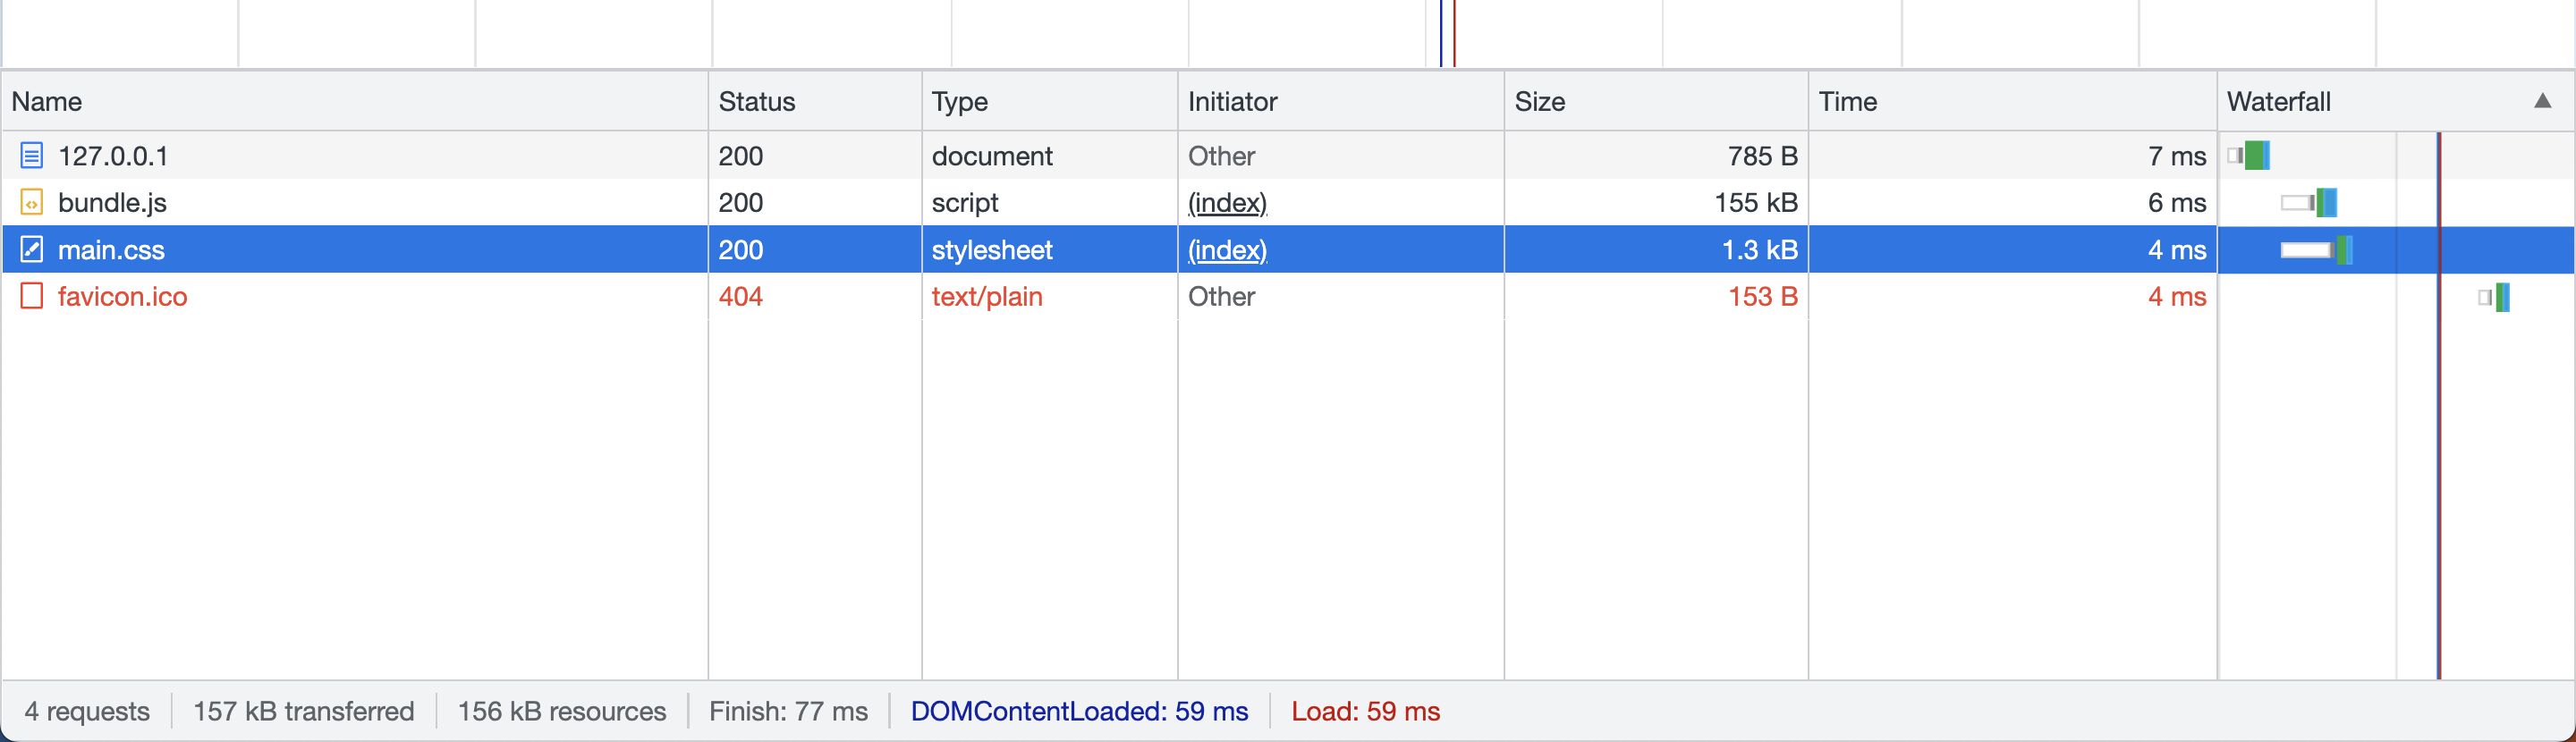 Name Status Type Initiator Size Time Waterfall ▲
127.0.0.1 200 document Other 785 B 7 ms
bundle.js 200 script (index) 155 kB 6 ms
main.css 200 stylesheet (index) 1.3 kB 4 ms
favicon.ico 404 text/plain Other 153 B 4 ms
4 requests 157 kB transferred 156 kB resources Finish: 77 ms DOMContentLoaded: 59 ms Load: 59 ms